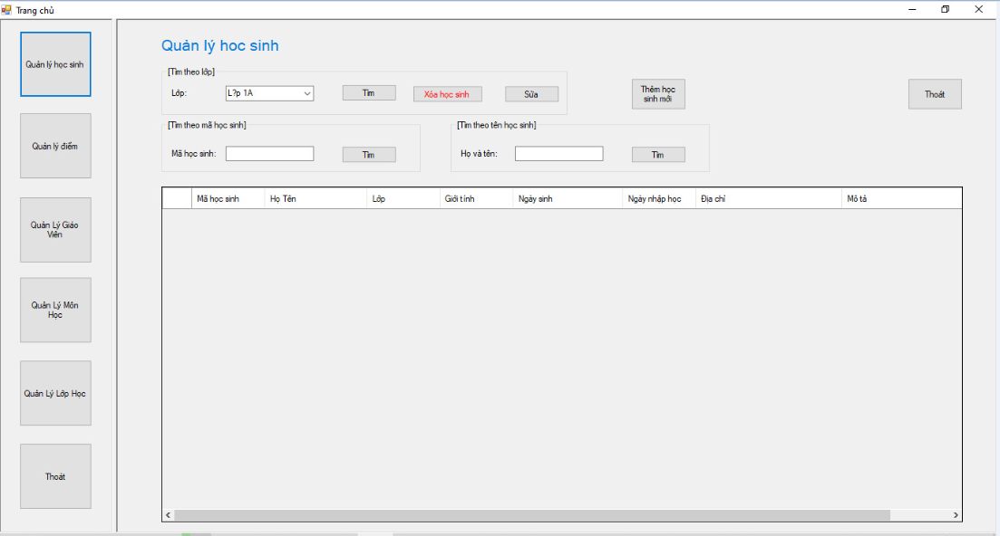 Trang chủ
Quản lý học sinh
Quản lý điểm
Quản Lý Giáo
Viên
Quản Lý Môn
Học
Quản Lý Lớp Học
Thoát
Quản lý hoc sinh
[Tìm theo lớp]
Lớp:
L?p 1A
Tìm
Xóa học sinh
Sửa
Thêm học
sinh mới
Thoát
[Tìm theo mã học sinh]
Mã học sinh:
Tìm
[Tìm theo tên học sinh]
Họ và tên:
Tìm
Mã học sinh Họ Tên Lớp Giới tính Ngày sinh Ngày nhập học Địa chỉ Mô tả